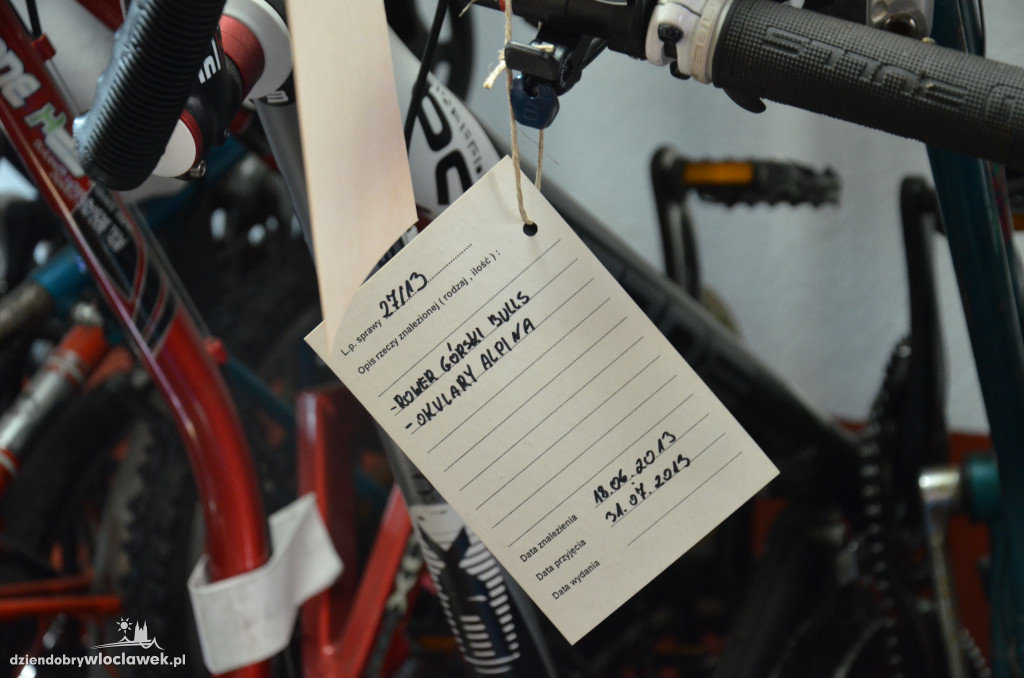 L.p. sprawy 27/13
Opis rzeczy znalezionej ( rodzaj , ilość ) :
-ROWER GÓRSKI BULLS
- OKULARY ALPINA
Data znalezienia 18.06.2013
Data przyjęcia 31.07.2013
Data wydania
dziendobrywloclawek.pl